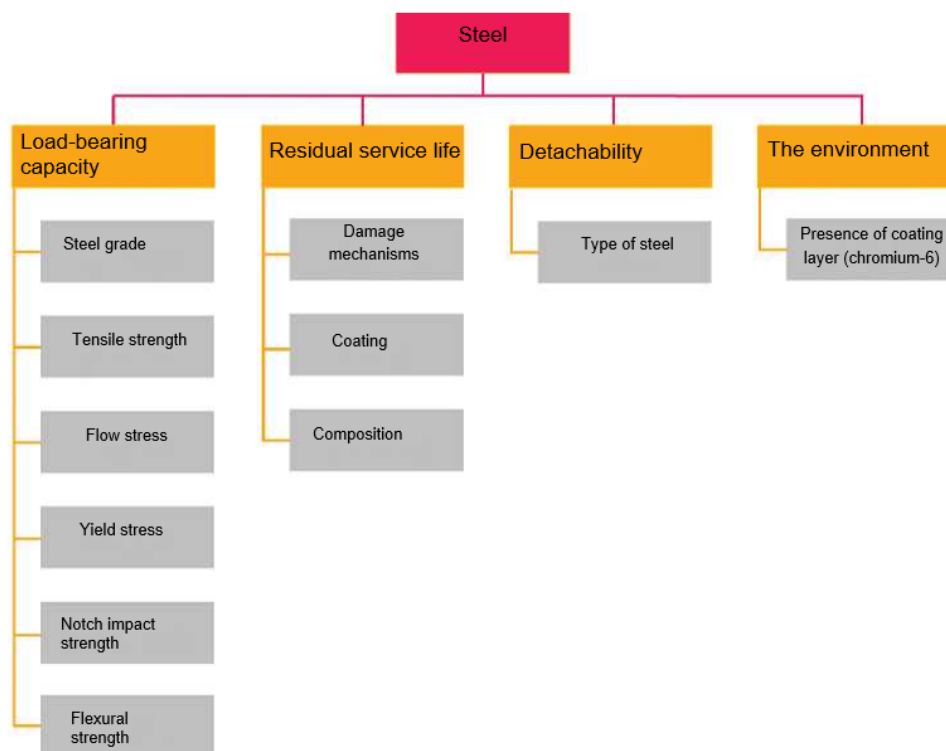 Steel
Load-bearing
capacity
Steel grade
Tensile strength
Flow stress
Yield stress
Notch impact
strength
Flexural
strength
Residual service life
Damage
mechanisms
Coating
Composition
Detachability
Type of steel
The environment
Presence of coating
layer (chromium-6)